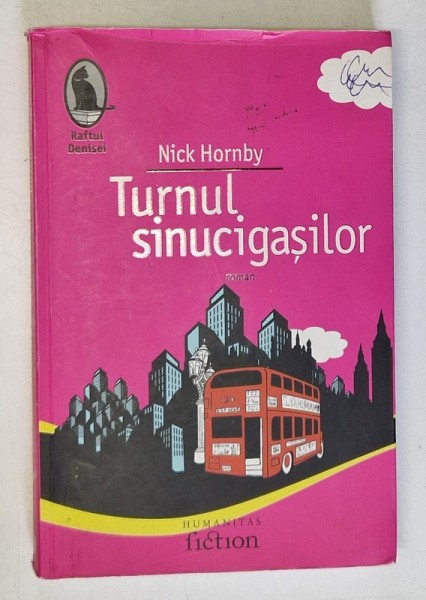 Raftul
Denisei
Nick Hornby
Turnul
sinucigașilor
roman
HUMANITAS
fiction